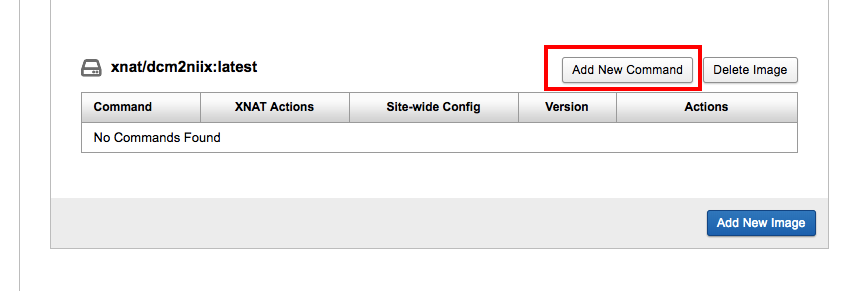 xnat/dcm2niix:latest
Add New Command Delete Image
Command XNAT Actions Site-wide Config Version Actions
No Commands Found
Add New Image